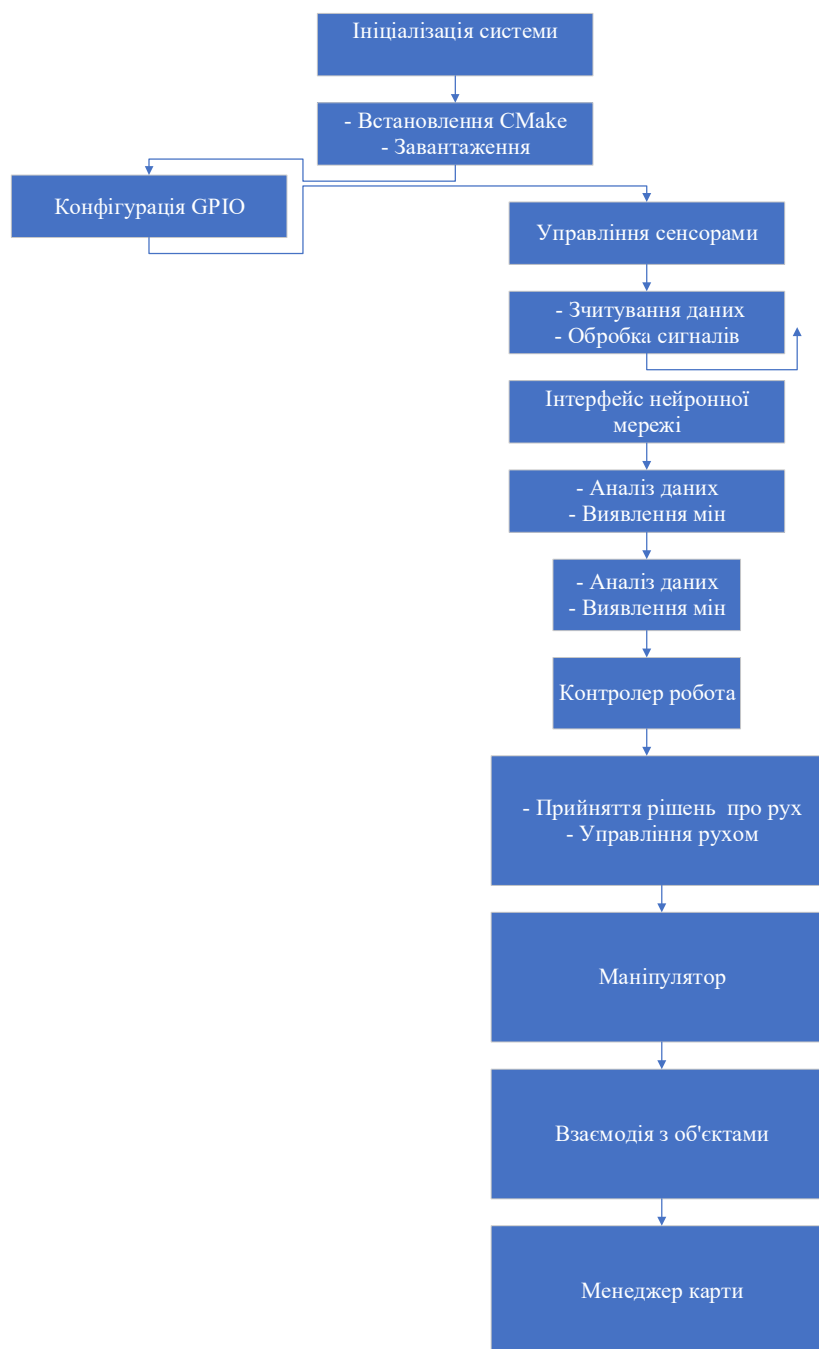 Ініціалізація системи
- Встановлення CMake
- Завантаження
Конфігурація GPIO
Управління сенсорами
- Зчитування даних
- Обробка сигналів
Інтерфейс нейронної
мережі
- Аналіз даних
- Виявлення мін
- Аналіз даних
- Виявлення мін
Контролер робота
- Прийняття рішень  про рух
- Управління рухом
Маніпулятор
Взаємодія з об'єктами
Менеджер карти